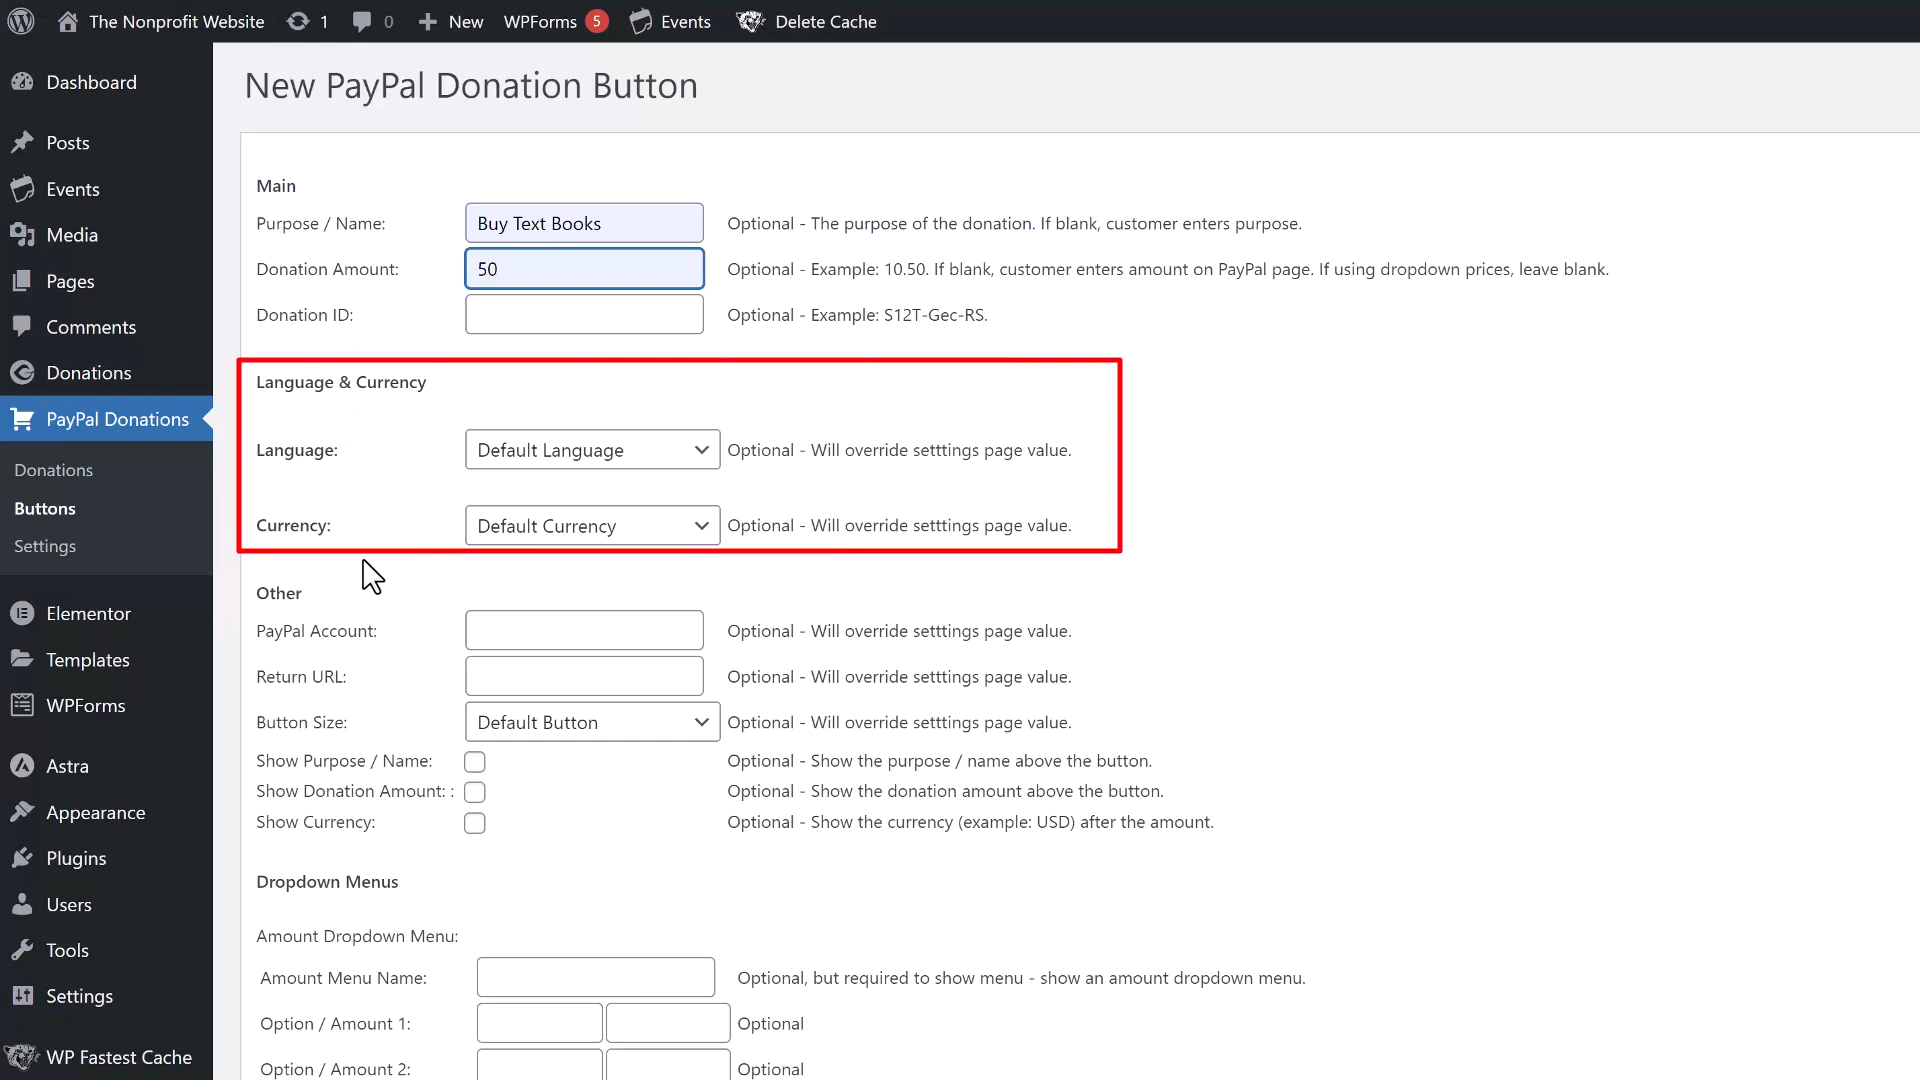 The Nonprofit Website 1 0 New WPForms 5 Events Delete Cache
Dashboard
Posts
Events
Media
Pages
Comments
Donations
PayPal Donations
Donations
Buttons
Settings
Elementor
Templates
WPForms
Astra
Appearance
Plugins
Users
Tools
Settings
WP Fastest Cache
New PayPal Donation Button
Main
Purpose / Name: Buy Text Books Optional - The purpose of the donation. If blank, customer enters purpose.
Donation Amount: 50 Optional - Example: 10.50. If blank, customer enters amount on PayPal page. If using dropdown prices, leave blank.
Donation ID: Optional - Example: S12T-Gec-RS.
Language & Currency
Language: Default Language Optional - Will override setttings page value.
Currency: Default Currency Optional - Will override setttings page value.
Other
PayPal Account: Optional - Will override setttings page value.
Return URL: Optional - Will override setttings page value.
Button Size: Default Button Optional - Will override setttings page value.
Show Purpose / Name: Optional - Show the purpose / name above the button.
Show Donation Amount: : Optional - Show the donation amount above the button.
Show Currency: Optional - Show the currency (example: USD) after the amount.
Dropdown Menus
Amount Dropdown Menu:
Amount Menu Name: Optional, but required to show menu - show an amount dropdown menu.
Option / Amount 1: Optional
Option / Amount 2: Optional